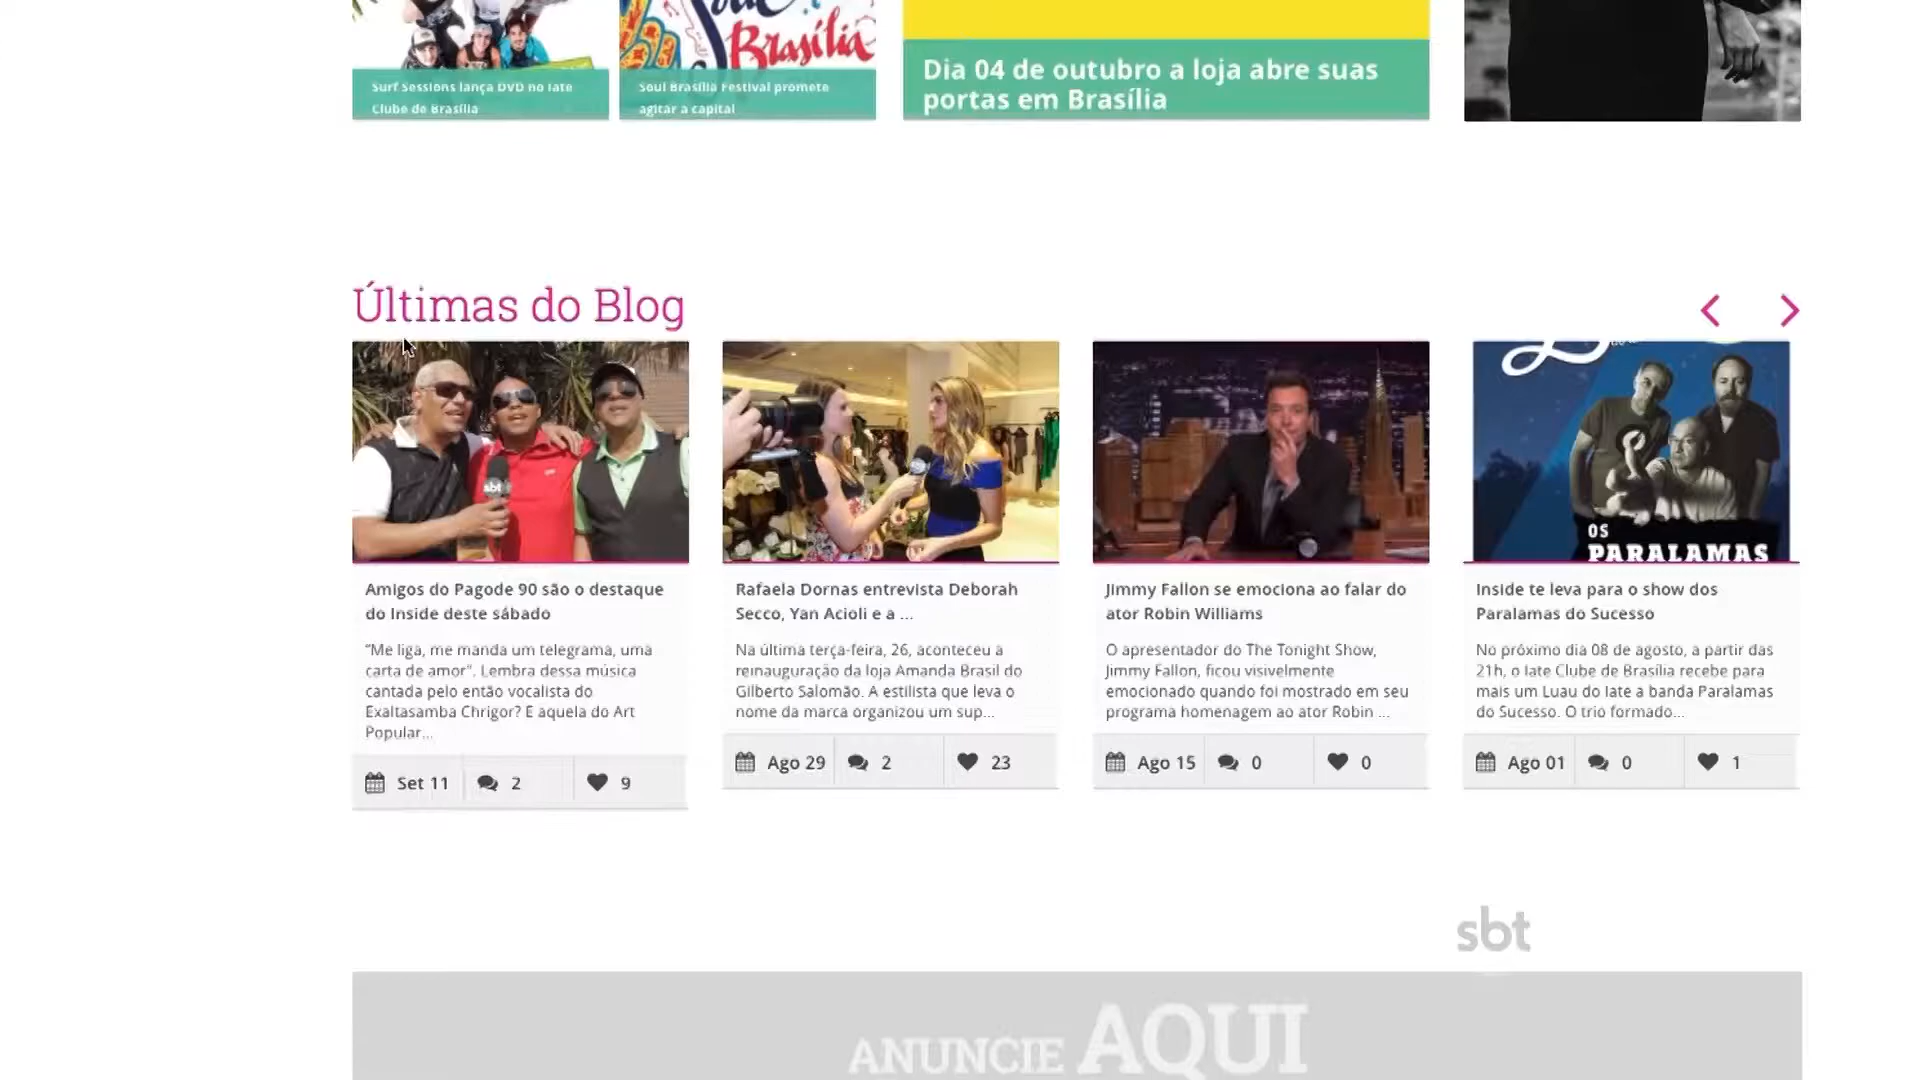 Brasília
Surf Sessions lança DVD no Iate
Clube de Brasília
Soul Brasília Festival promete
agitar a capital
Dia 04 de outubro a loja abre suas
portas em Brasília
Últimas do Blog
sbt
OS
PARALAMAS
Amigos do Pagode 90 são o destaque
do Inside deste sábado
“Me liga, me manda um telegrama, uma
carta de amor”. Lembra dessa música
cantada pelo então vocalista do
Exaltasamba Chrigor? E aquela do Art
Popular...
Set 11
2
9
Rafaela Dornas entrevista Deborah
Secco, Yan Acioli e a ...
Na última terça-feira, 26, aconteceu a
reinauguração da loja Amanda Brasil do
Gilberto Salomão. A estilista que leva o
nome da marca organizou um sup...
Ago 29
2
23
Jimmy Fallon se emociona ao falar do
ator Robin Williams
O apresentador do The Tonight Show,
Jimmy Fallon, ficou visivelmente
emocionado quando foi mostrado em seu
programa homenagem ao ator Robin ...
Ago 15
0
0
Inside te leva para o show dos
Paralamas do Sucesso
No próximo dia 08 de agosto, a partir das
21h, o Iate Clube de Brasília recebe para
mais um Luau do Iate a banda Paralamas
do Sucesso. O trio formado...
Ago 01
0
1
sbt
ANUNCIE AQUI